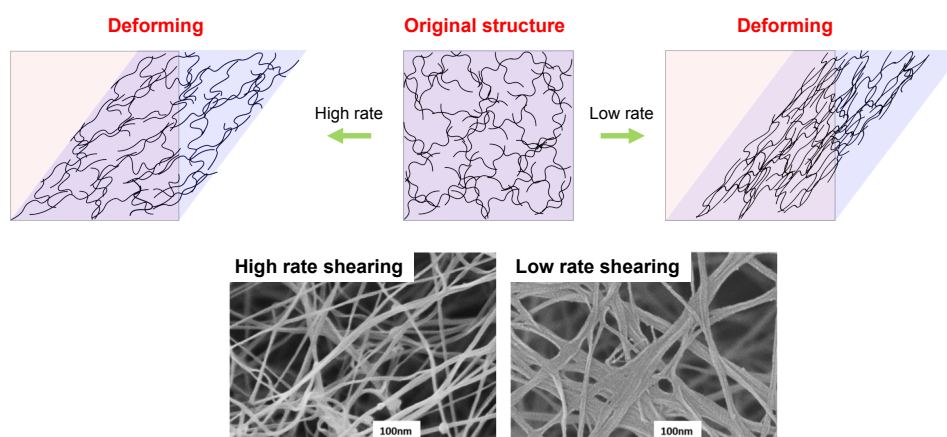 Deforming
Original structure
Deforming
High rate
Low rate
High rate shearing
Low rate shearing
100nm
100nm